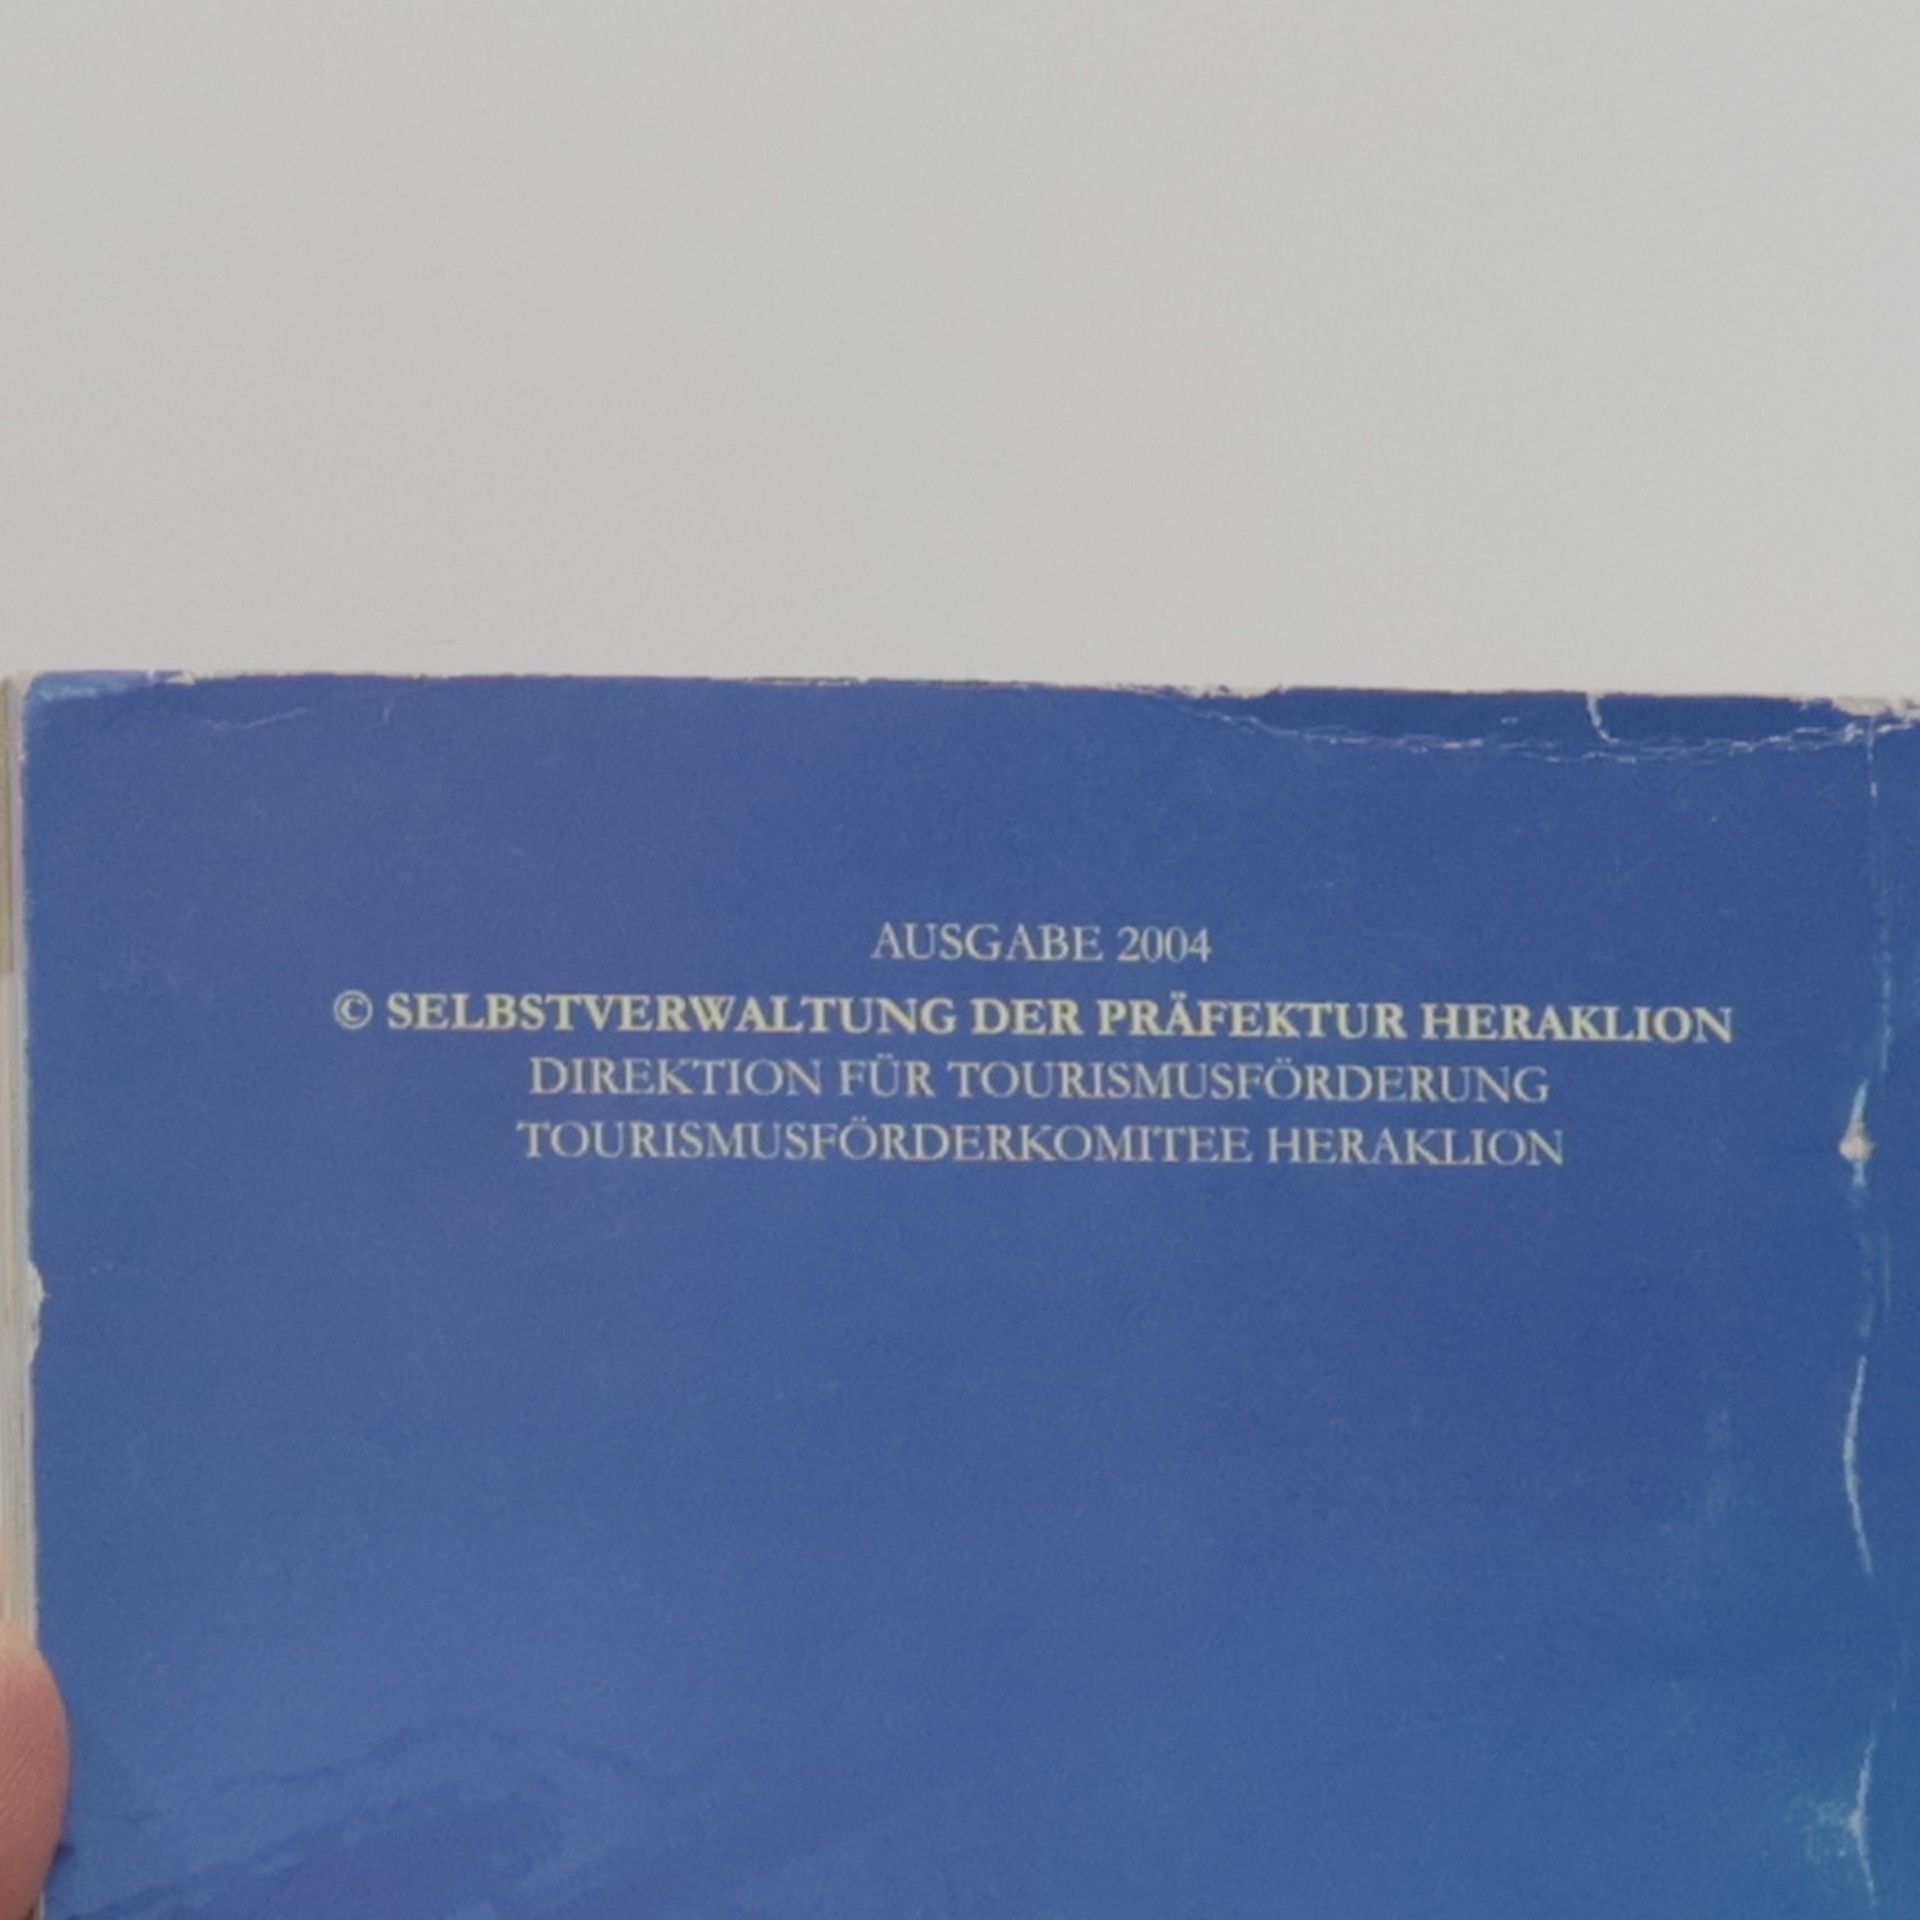 AUSGABE 2004
© SELBSTVERWALTUNG DER PRÄFEKTUR HERAKLION
DIREKTION FÜR TOURISMUSFÖRDERUNG
TOURISMUSFÖRDERKOMITEE HERAKLION